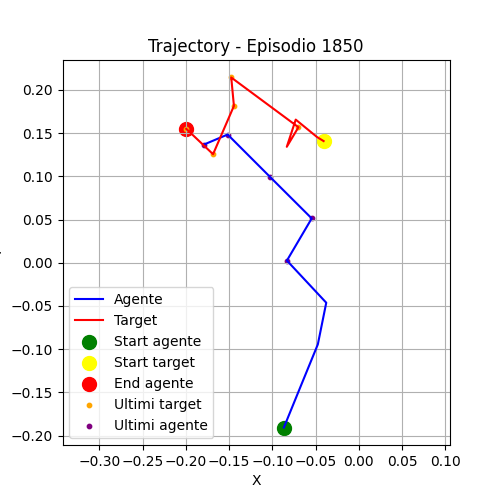 Trajectory - Episodio 1850
0.20
0.15
0.10
0.05
0.00
−0.05
−0.10
−0.15
−0.20
Agente
Target
Start agente
Start target
End agente
Ultimi target
Ultimi agente
−0.30 −0.25 −0.20 −0.15 −0.10 −0.05 0.00 0.05 0.10
X